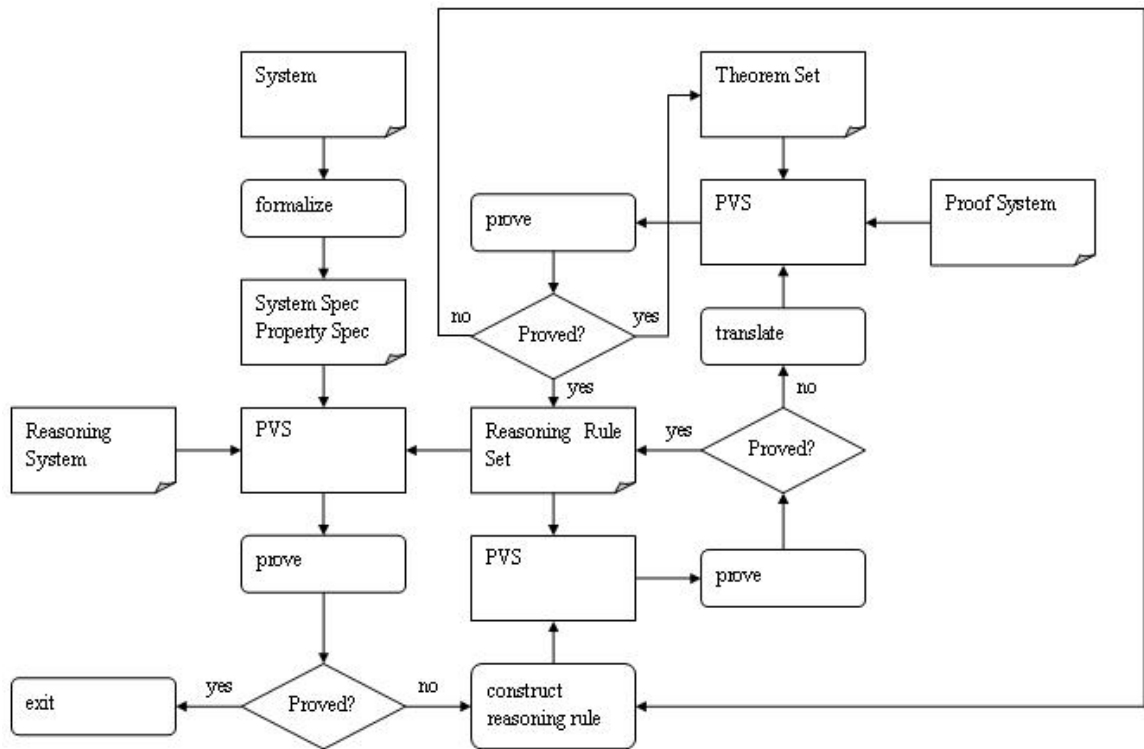 System
Theorem Set
formalize
prove
PVS
Proof System
System Spec
Property Spec
no
Proved?
yes
translate
yes
no
Reasoning
System
PVS
Reasoning Rule
Set
yes
Proved?
prove
PVS
prove
exit
yes
Proved?
no
construct
reasoning rule